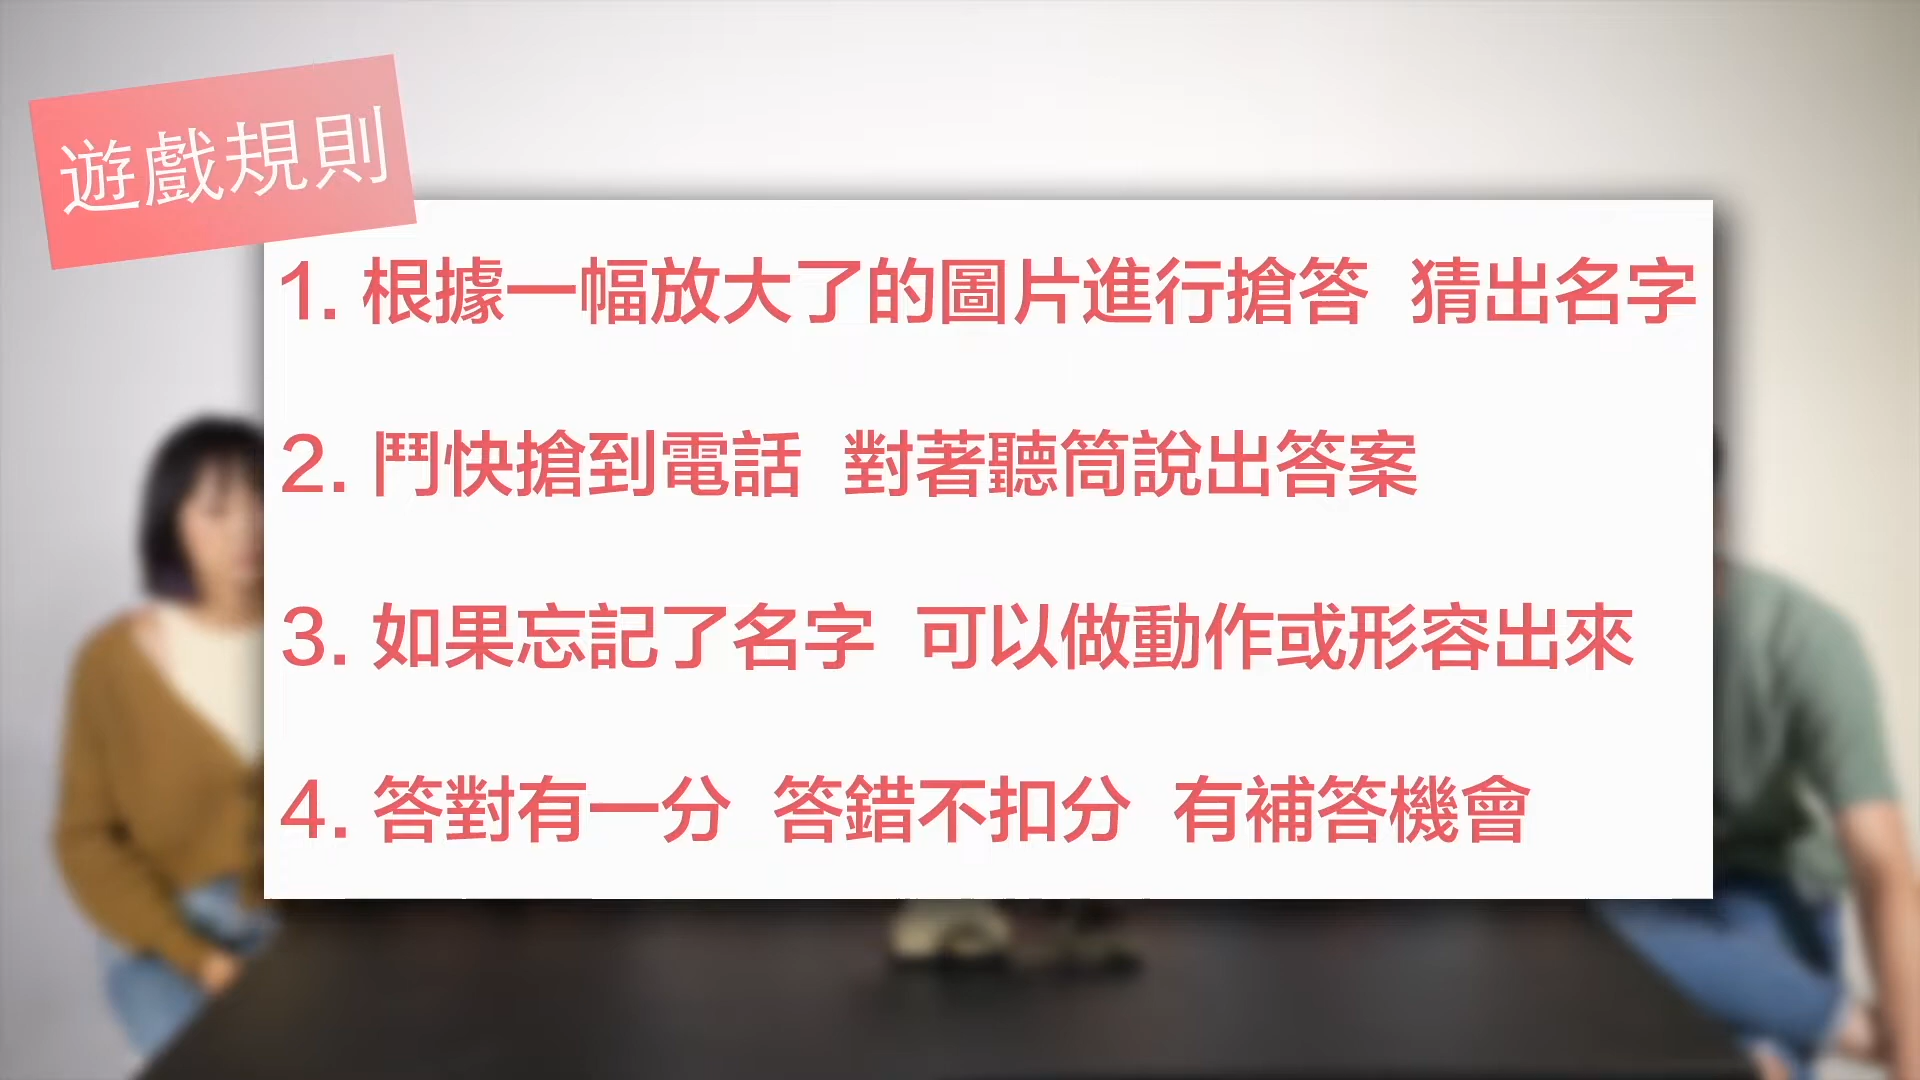 遊戲規則
1. 根據一幅放大了的圖片進行搶答 猜出名字
2. 鬥快搶到電話 對著聽筒說出答案
3. 如果忘記了名字 可以做動作或形容出來
4. 答對有一分 答錯不扣分 有補答機會